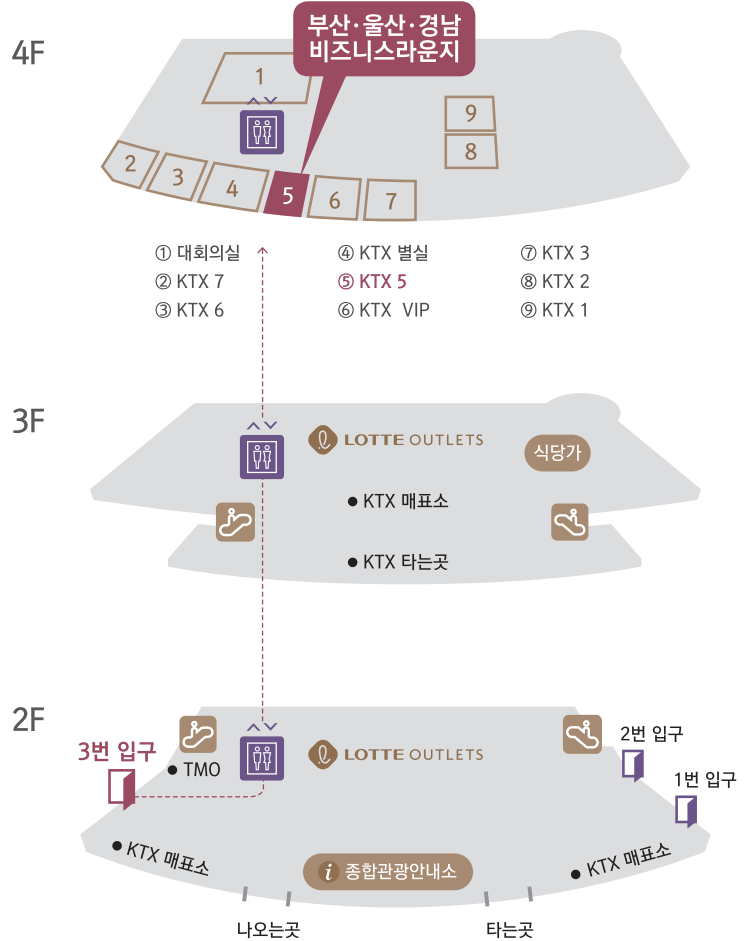 부산·울산·경남
비즈니스라운지
4F
1
9
8
2
3
4
5
6
7
① 대회의실
② KTX 7
③ KTX 6
④ KTX 별실
⑤ KTX 5
⑥ KTX VIP
⑦ KTX 3
⑧ KTX 2
⑨ KTX 1
3F
LOTTE OUTLETS
식당가
KTX 매표소
KTX 타는곳
2F
LOTTE OUTLETS
3번 입구
TMO
2번 입구
1번 입구
KTX 매표소
i 종합관광안내소
KTX 매표소
나오는곳
타는곳